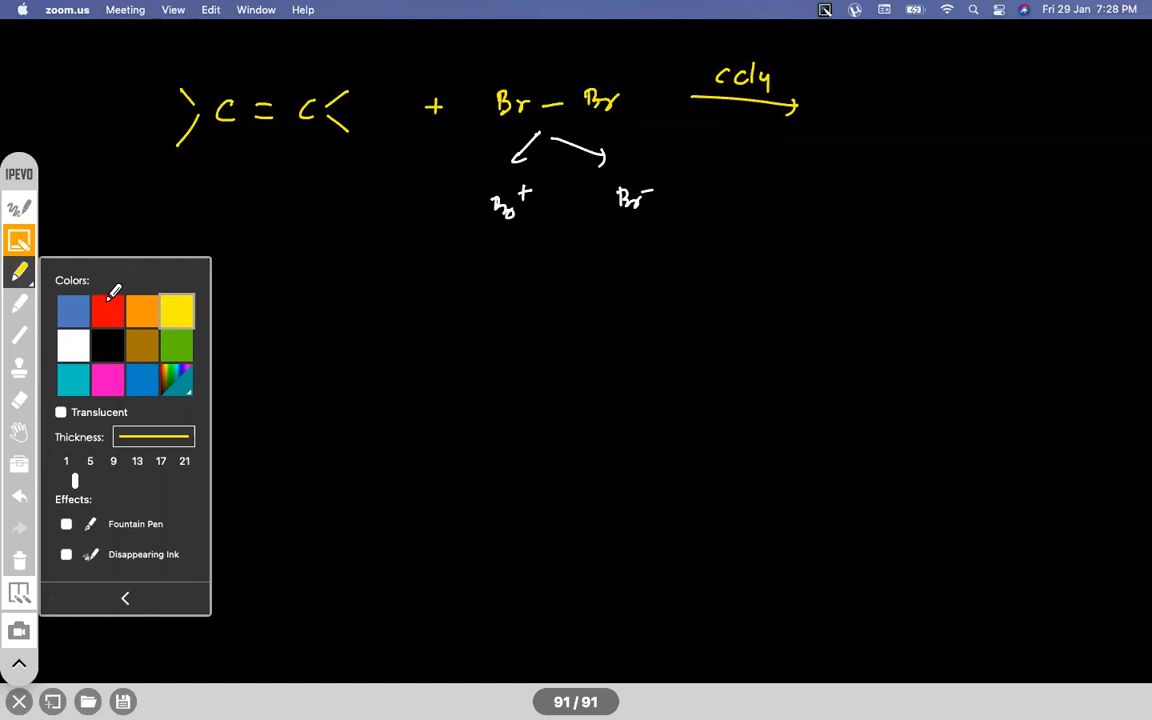 zoom.us Meeting View Edit Window Help Fri 29 Jan 7:28 PM
CCl4
C = C + Br - Br
Br+ Br-
IPEVO
Colors:
Translucent
Thickness:
1 5 9 13 17 21
Effects:
Fountain Pen
Disappearing Ink
91 / 91